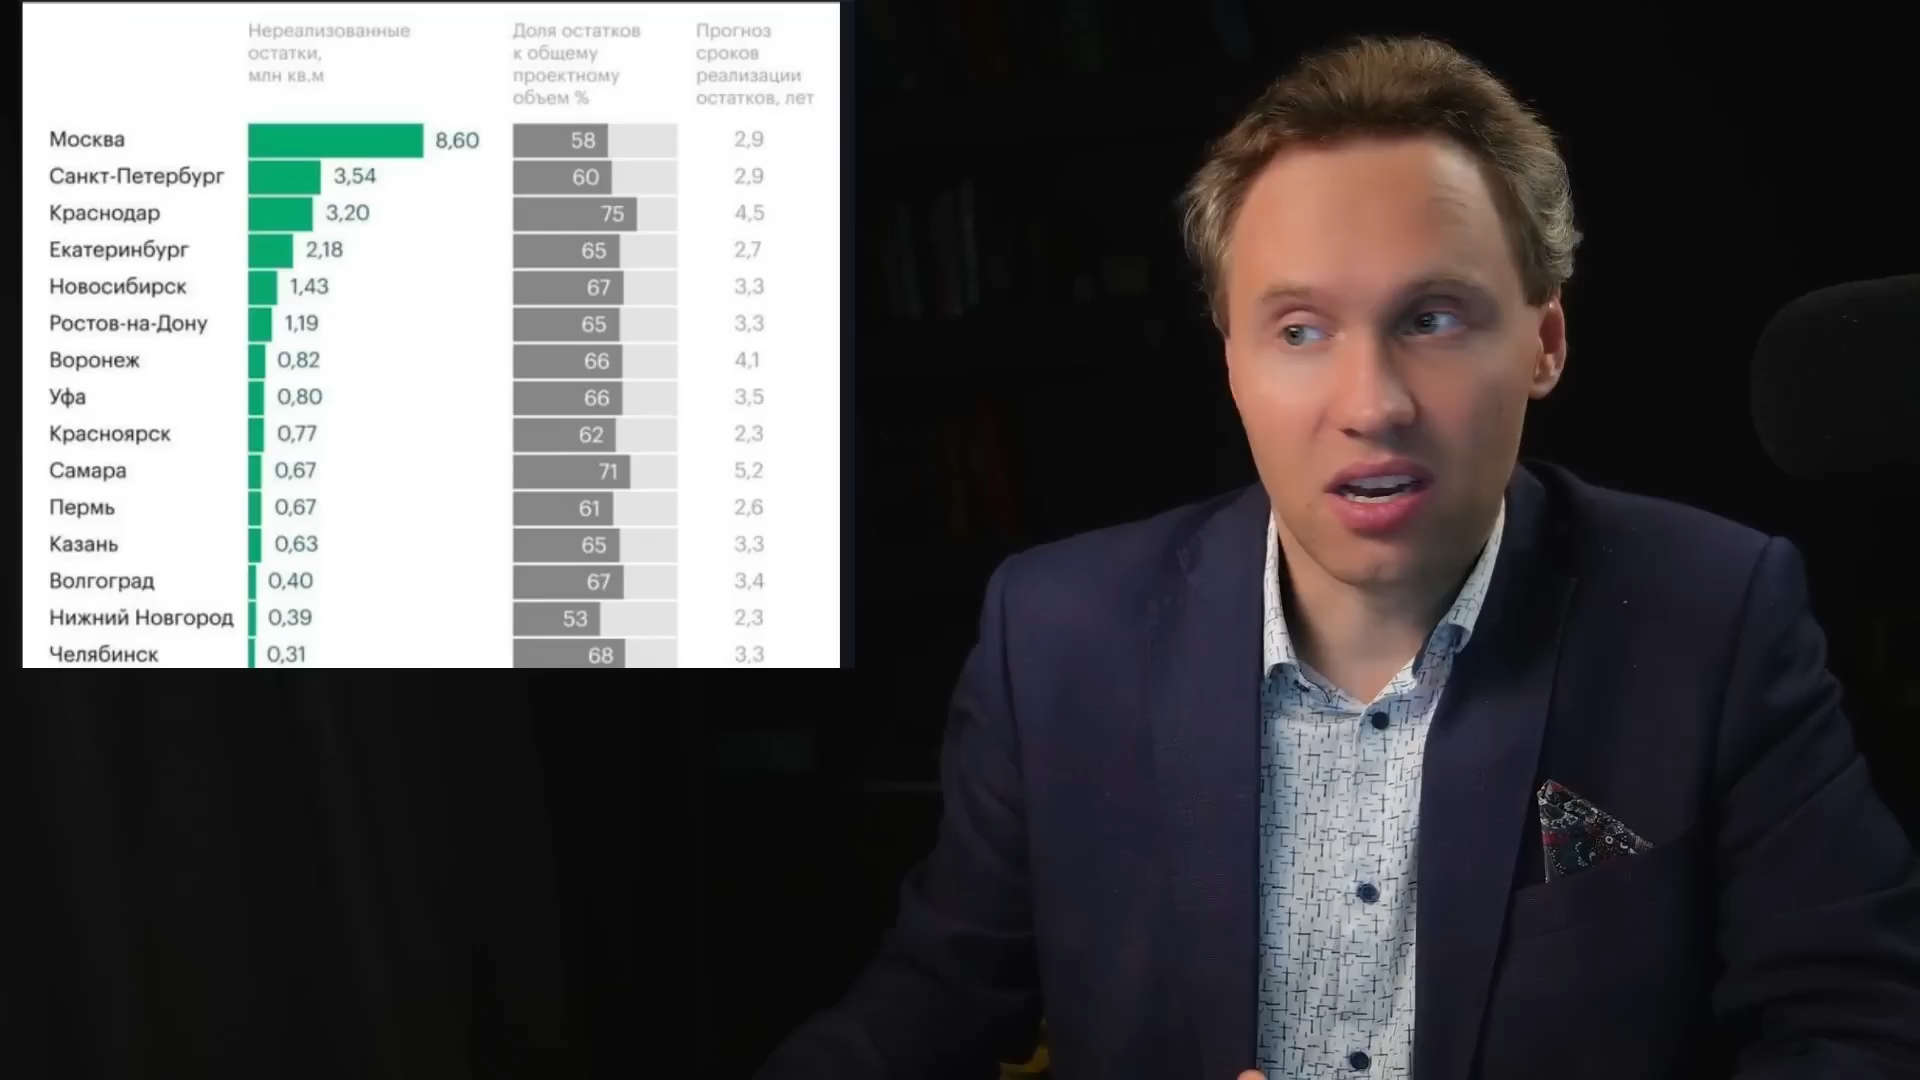 Нереализованные
остатки,
млн кв.м
Доля остатков
к общему
проектному
объем %
Прогноз
сроков
реализации
остатков, лет
Москва 8,60 58 2,9
Санкт-Петербург 3,54 60 2,9
Краснодар 3,20 75 4,5
Екатеринбург 2,18 65 2,7
Новосибирск 1,43 67 3,3
Ростов-на-Дону 1,19 65 3,3
Воронеж 0,82 66 4,1
Уфа 0,80 66 3,5
Красноярск 0,77 62 2,3
Самара 0,67 71 5,2
Пермь 0,67 61 2,6
Казань 0,63 65 3,3
Волгоград 0,40 67 3,4
Нижний Новгород 0,39 53 2,3
Челябинск 0,31 68 3,3